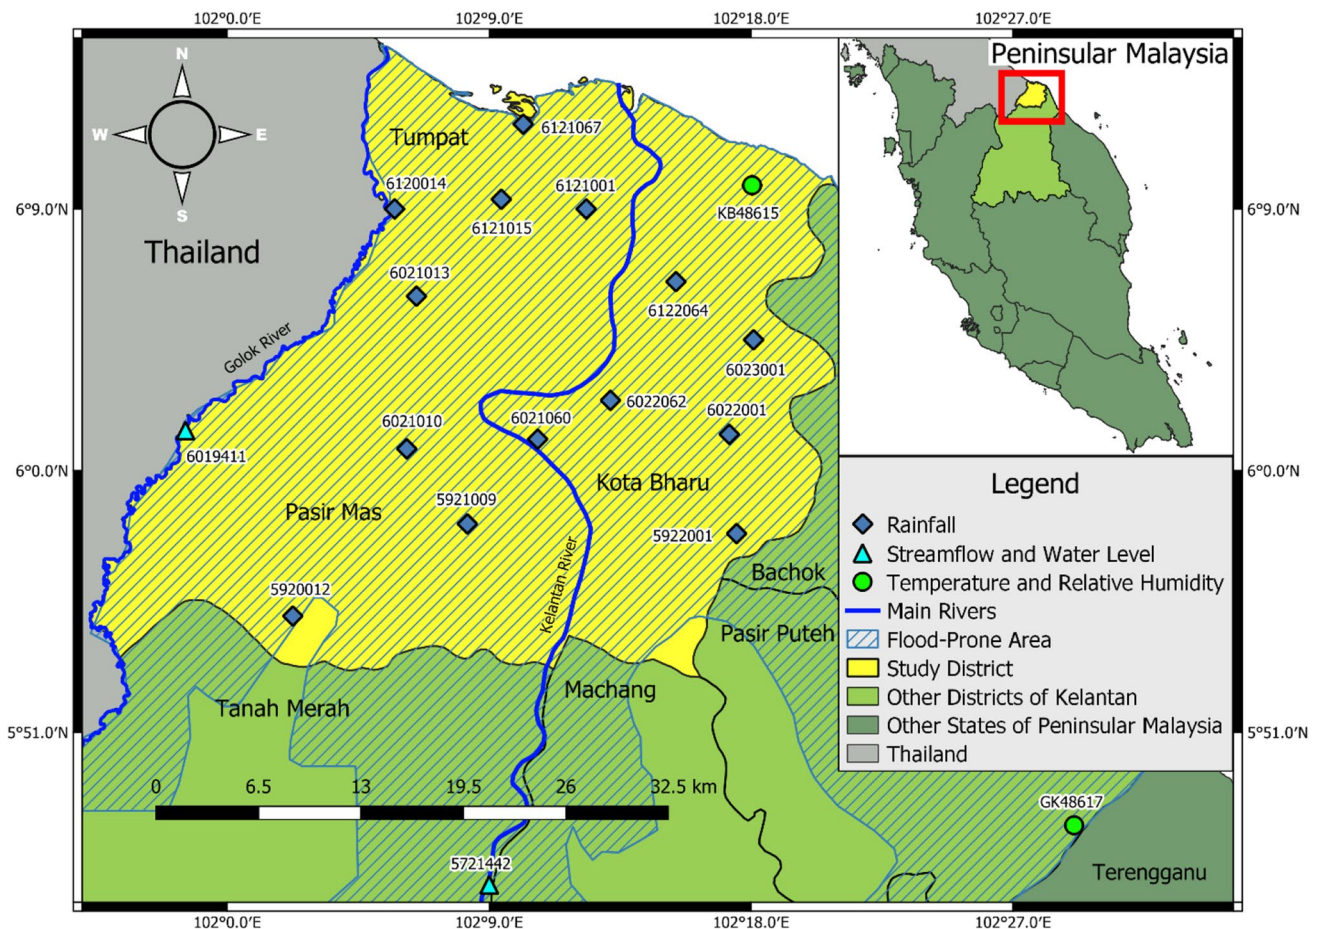 102°0.0'E
102°9.0'E
102°18.0'E
102°27.0'E
N
W
E
S
Peninsular Malaysia
Tumpat
6121067
6120014
6121001
6121015
KB48615
6°9.0'N
6°9.0'N
Thailand
6021013
6122064
Golok River
6023001
6022062
6022001
6021010
6021060
6019411
6°0.0'N
6°0.0'N
Kota Bharu
Pasir Mas
5921009
5922001
Kelantan River
Bachok
5920012
Pasir Puteh
Machang
Tanah Merah
5°51.0'N
5°51.0'N
Legend
Rainfall
Streamflow and Water Level
Temperature and Relative Humidity
Main Rivers
Flood-Prone Area
Study District
Other Districts of Kelantan
Other States of Peninsular Malaysia
Thailand
0
6.5
13
19.5
26
32.5 km
GK48617
5721442
Terengganu
102°0.0'E
102°9.0'E
102°18.0'E
102°27.0'E